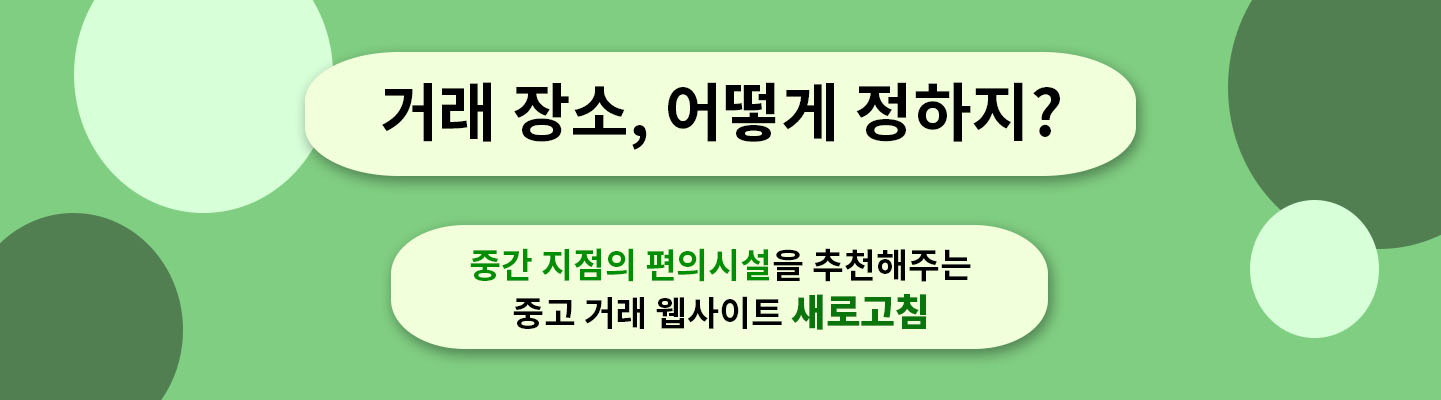 거래 장소, 어떻게 정하지?
중간 지점의 편의시설을 추천해주는
중고 거래 웹사이트 새로고침